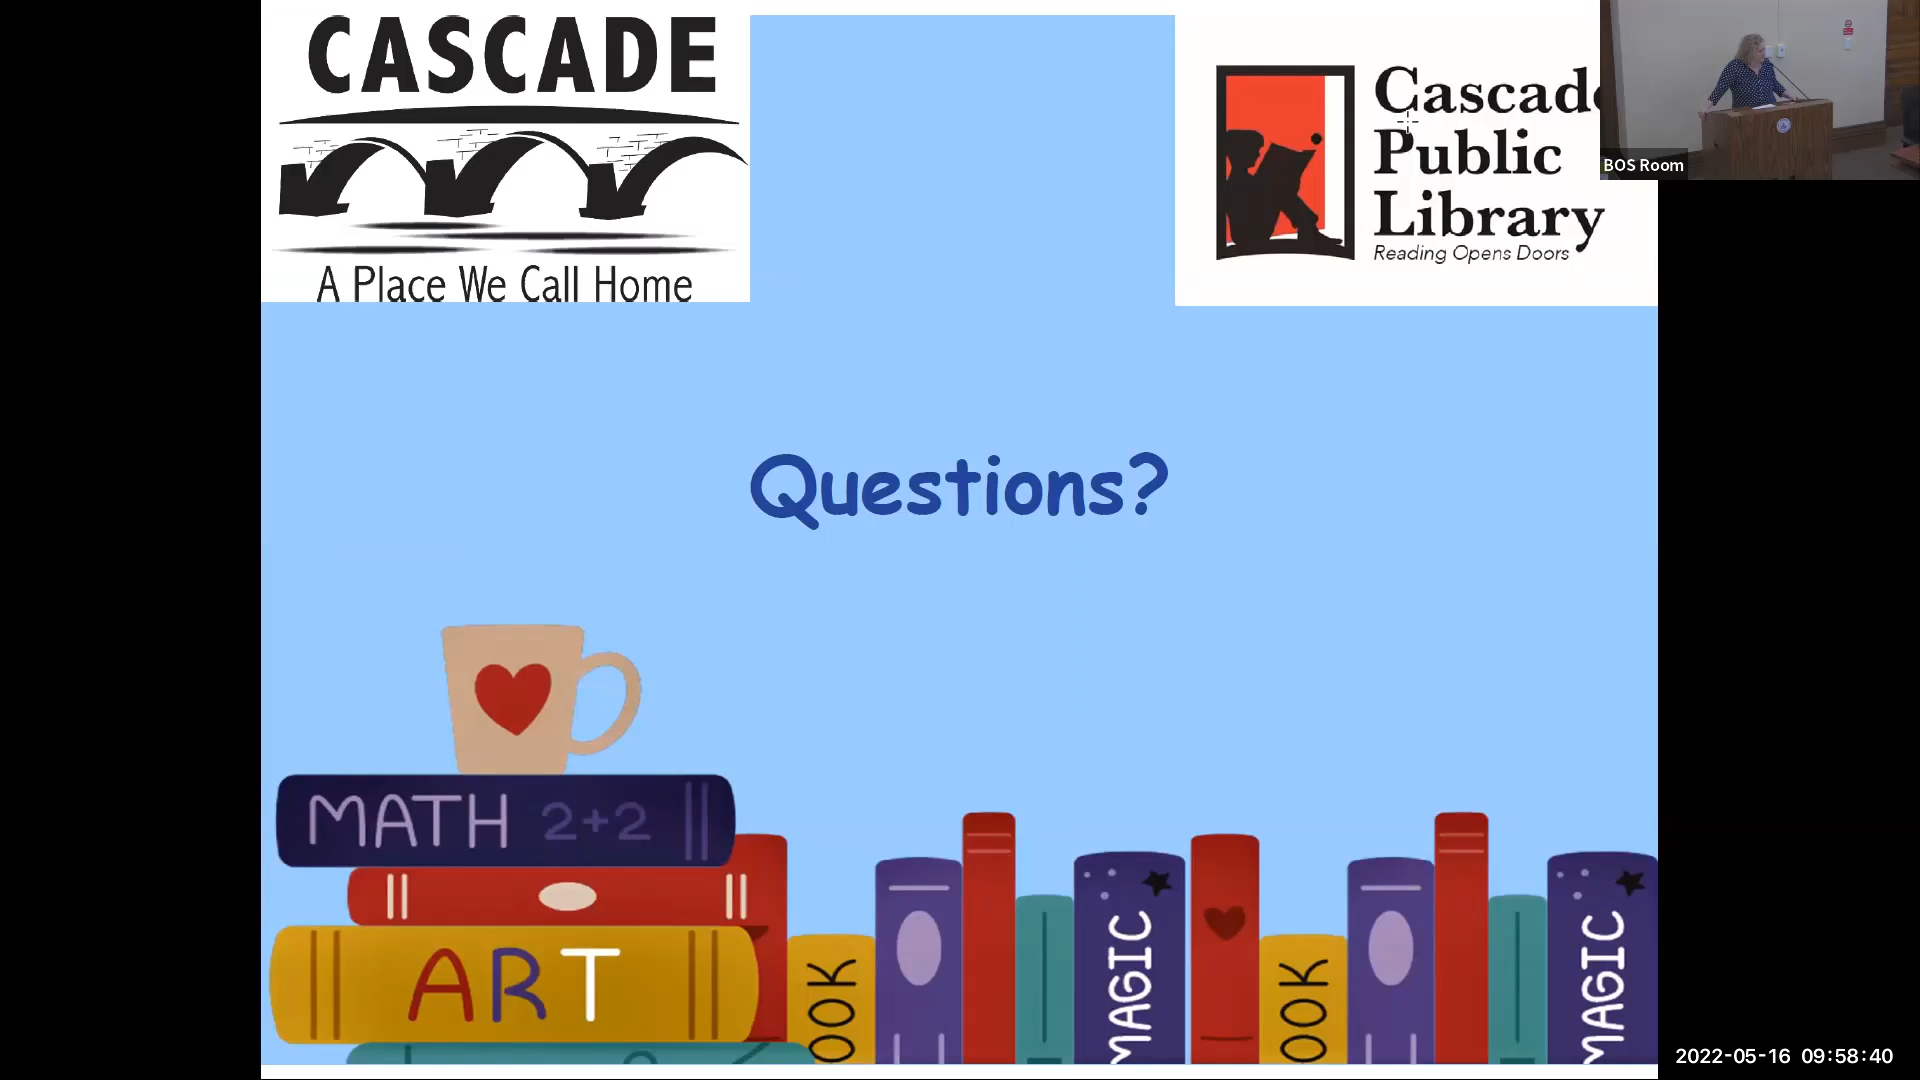 CASCADE
A Place We Call Home
Cascade
Public
Library
Reading Opens Doors
BOS Room
Questions?
MATH 2+2
ART
OOK
MAGIC
OOK
MAGIC
2022-05-16 09:58:40